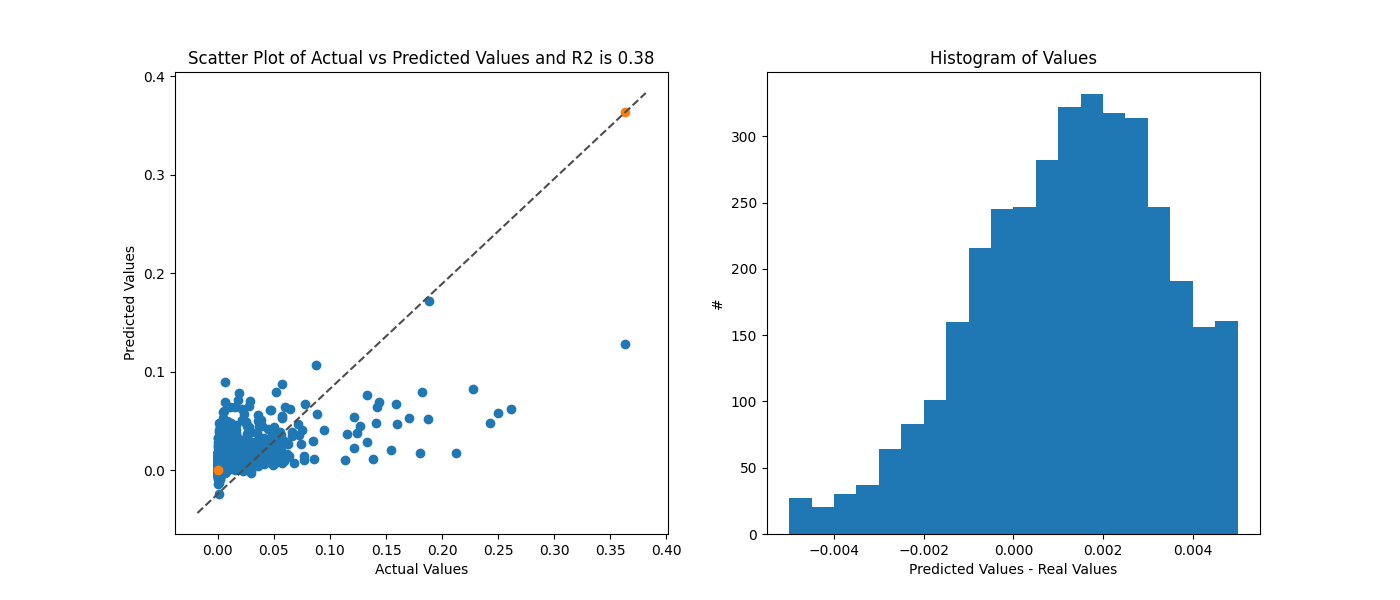 Scatter Plot of Actual vs Predicted Values and R2 is 0.38
0.4
0.3
0.2
0.1
0.0
Predicted Values
0.00 0.05 0.10 0.15 0.20 0.25 0.30 0.35 0.40
Actual Values
Histogram of Values
300
250
200
150
100
50
0
#
−0.004 −0.002 0.000 0.002 0.004
Predicted Values - Real Values